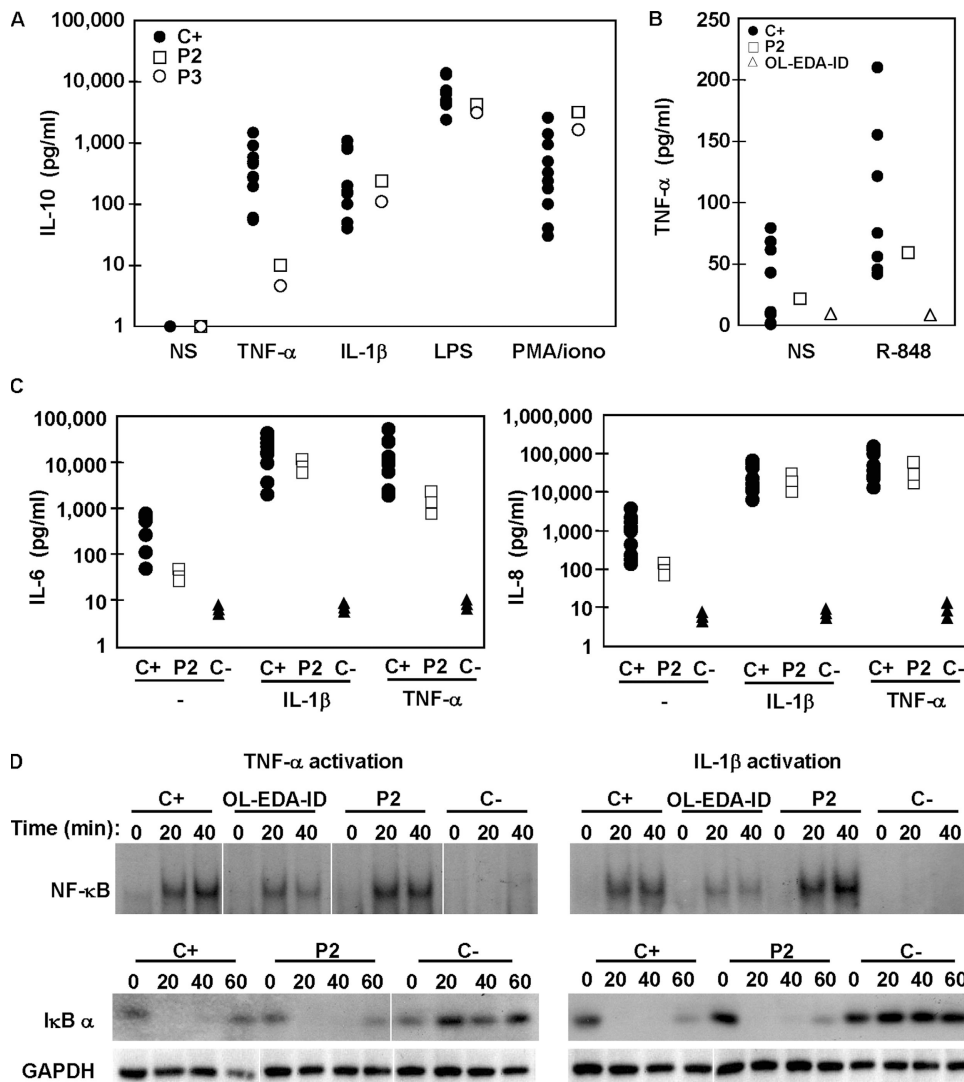 A
100,000
10,000
1,000
100
10
1
IL-10 (pg/ml)
C+
P2
P3
NS TNF-α IL-1β LPS PMA/iono
B
250
200
150
100
50
0
TNF-α (pg/ml)
C+
P2
OL-EDA-ID
NS R-848
C
100,000
10,000
1,000
100
10
1
IL-6 (pg/ml)
C+ P2 C- C+ P2 C- C+ P2 C-
- IL-1β TNF-α
1,000,000
100,000
10,000
1,000
100
10
1
IL-8 (pg/ml)
C+ P2 C- C+ P2 C- C+ P2 C-
- IL-1β TNF-α
D
TNF-α activation
C+ OL-EDA-ID P2 C-
Time (min): 0 20 40 0 20 40 0 20 40 0 20 40
NF-κB
C+ P2 C-
0 20 40 60 0 20 40 60 0 20 40 60
IκB α
GAPDH
IL-1β activation
C+ OL-EDA-ID P2 C-
0 20 40 0 20 40 0 20 40 0 20 40
C+ P2 C-
0 20 40 60 0 20 40 60 0 20 40 60